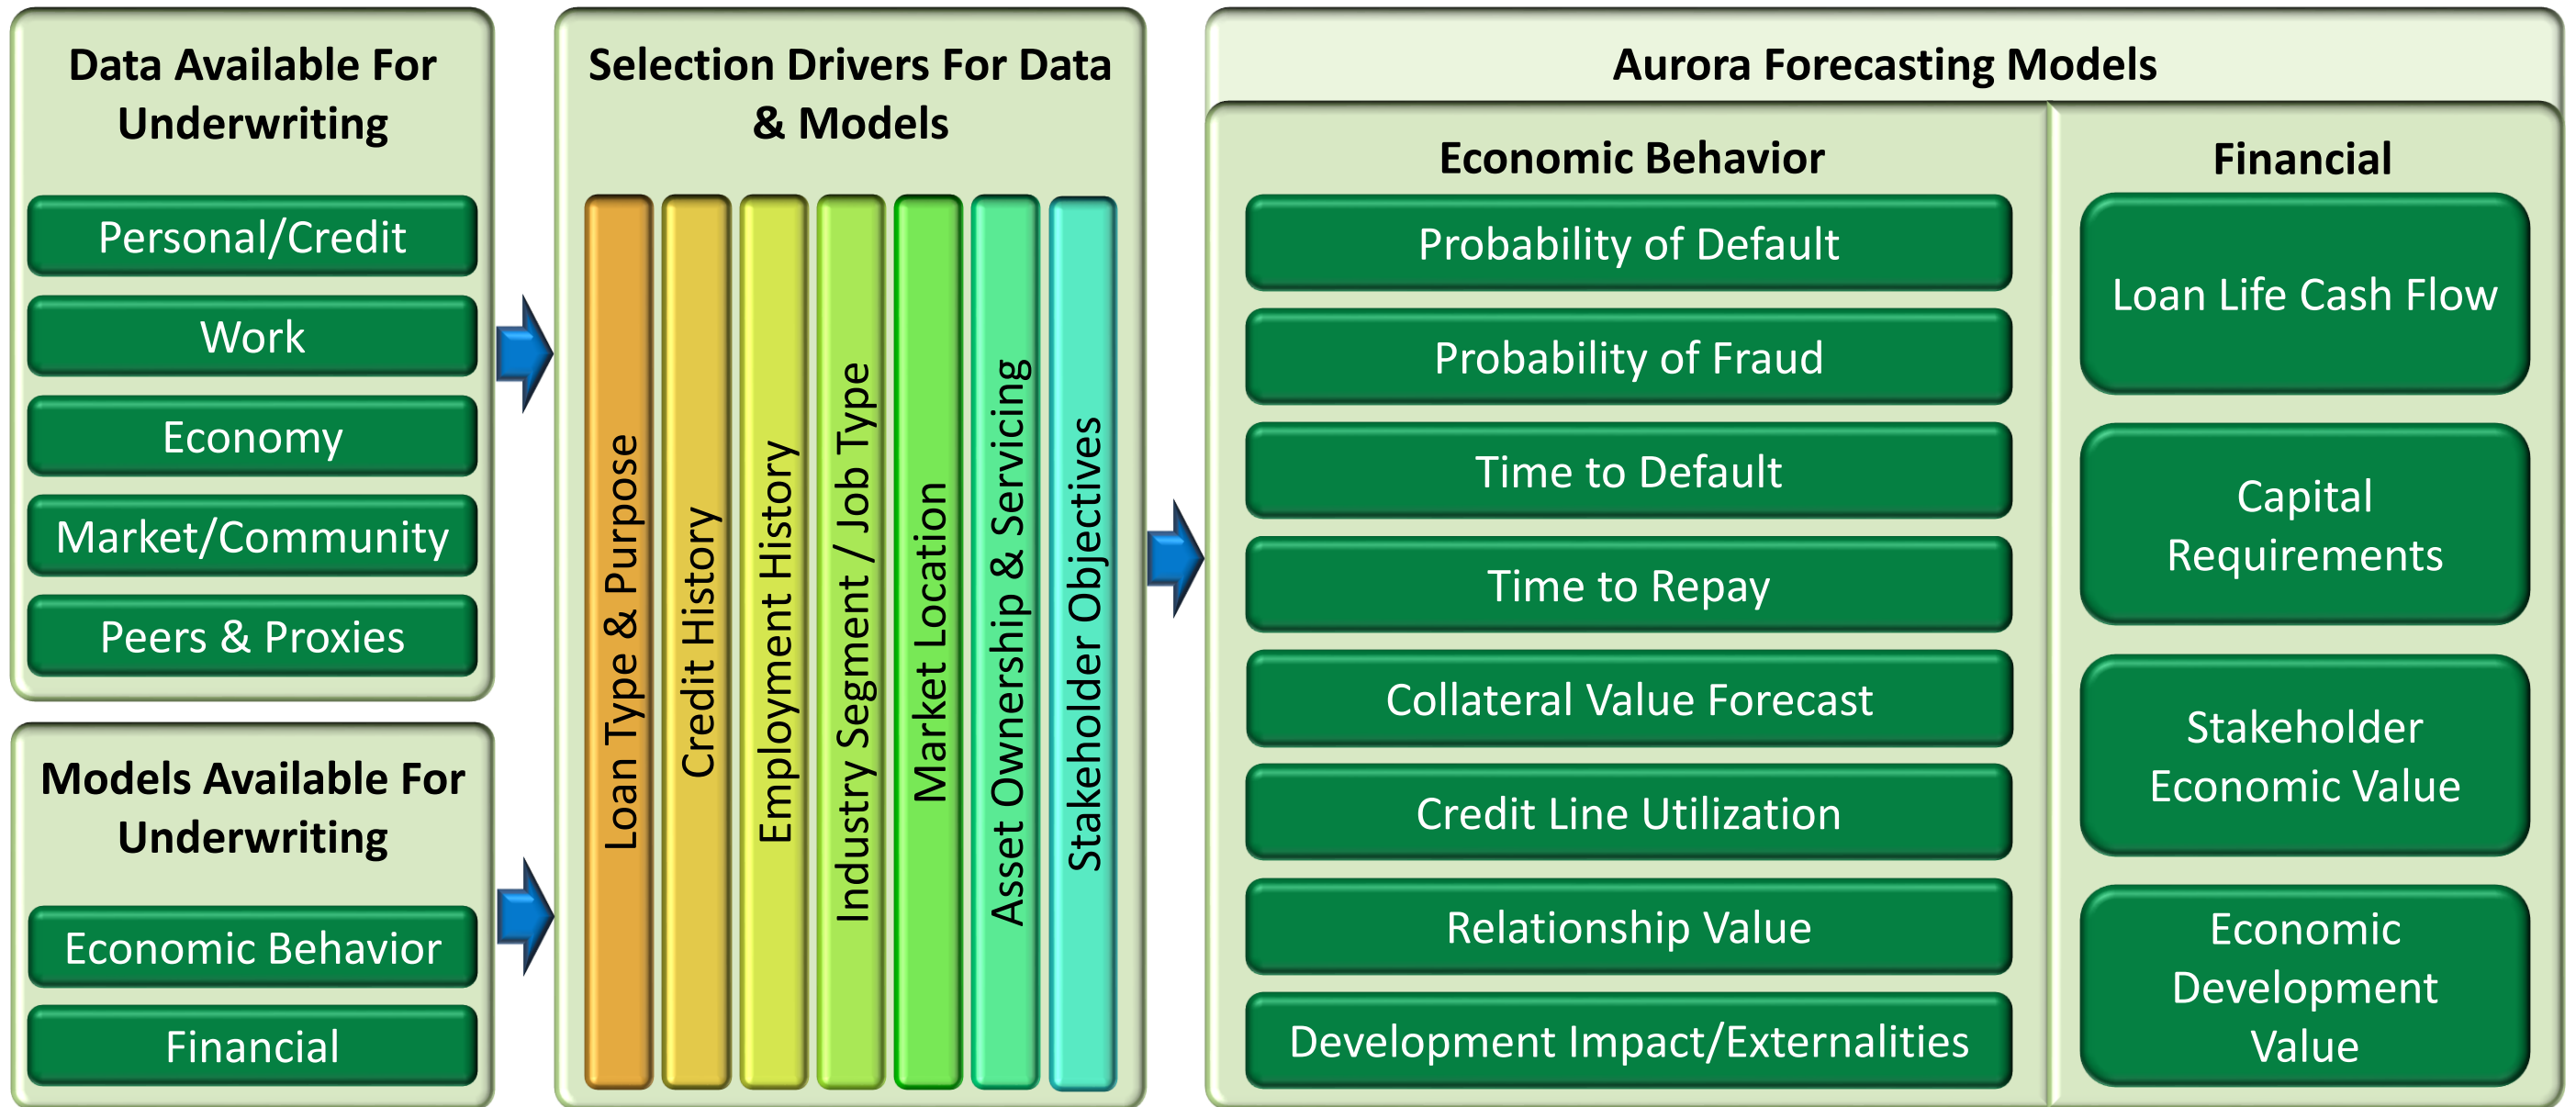 Data Available For
Underwriting
Personal/Credit
Work
Economy
Market/Community
Peers & Proxies
Models Available For
Underwriting
Economic Behavior
Financial
Selection Drivers For Data
& Models
Loan Type & Purpose
Credit History
Employment History
Industry Segment / Job Type
Market Location
Asset Ownership & Servicing
Stakeholder Objectives
Aurora Forecasting Models
Economic Behavior
Probability of Default
Probability of Fraud
Time to Default
Time to Repay
Collateral Value Forecast
Credit Line Utilization
Relationship Value
Development Impact/Externalities
Financial
Loan Life Cash Flow
Capital
Requirements
Stakeholder
Economic Value
Economic
Development
Value